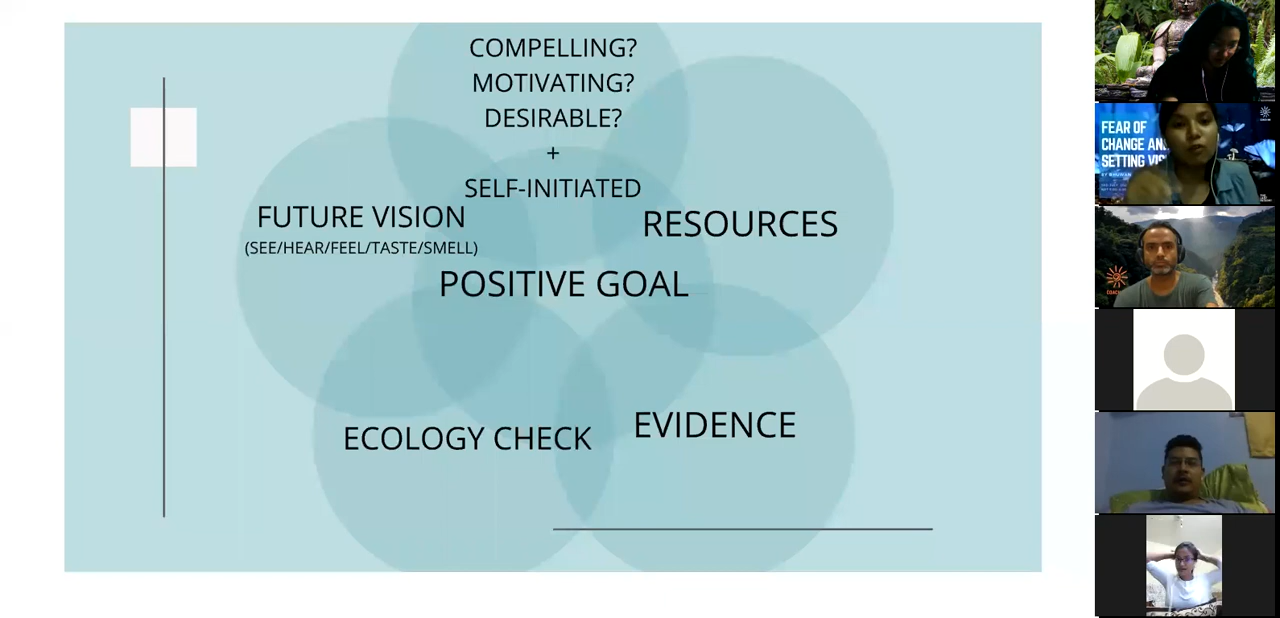 COMPELLING?
MOTIVATING?
DESIRABLE?
+
SELF-INITIATED
FUTURE VISION
(SEE/HEAR/FEEL/TASTE/SMELL)
RESOURCES
POSITIVE GOAL
ECOLOGY CHECK
EVIDENCE
FEAR OF
CHANGE AN
SETTING VIS